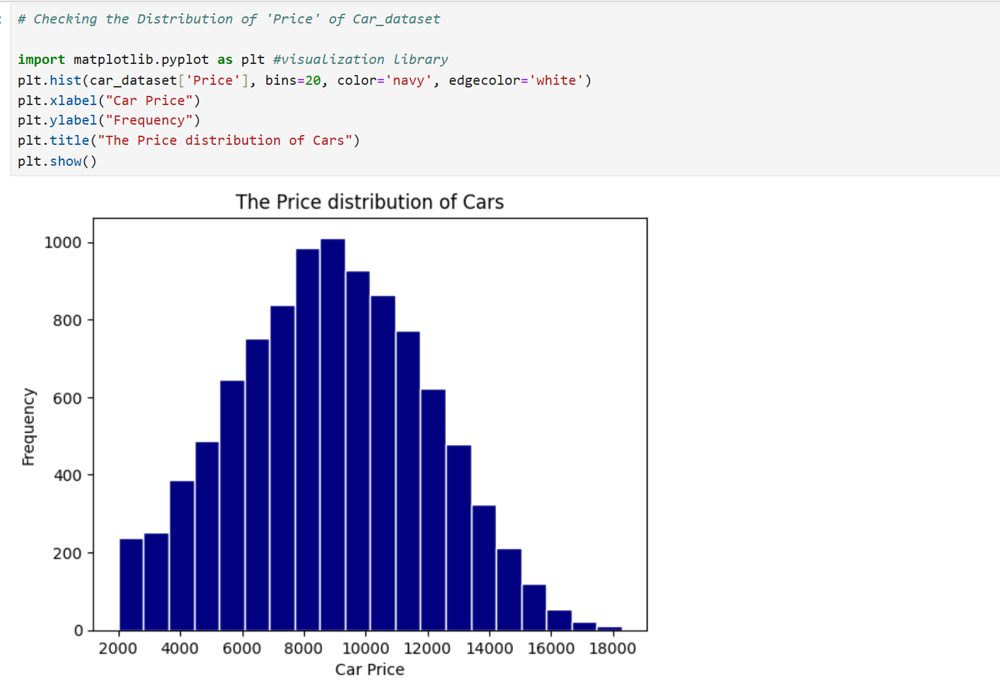 # Checking the Distribution of 'Price' of Car_dataset
import matplotlib.pyplot as plt #visualization library
plt.hist(car_dataset['Price'], bins=20, color='navy', edgecolor='white')
plt.xlabel("Car Price")
plt.ylabel("Frequency")
plt.title("The Price distribution of Cars")
plt.show()
The Price distribution of Cars
1000
800
600
400
200
0
Frequency
2000 4000 6000 8000 10000 12000 14000 16000 18000
Car Price